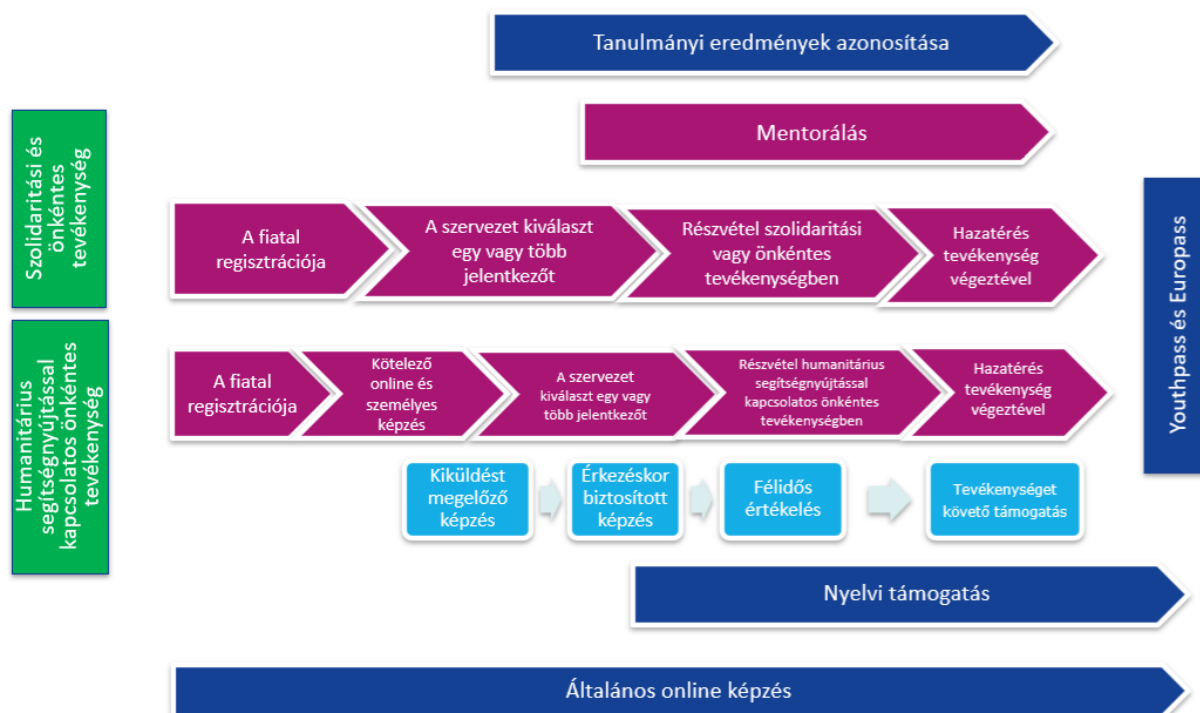 Tanulmányi eredmények azonosítása
Mentorálás
Szolidaritási és
önkéntes
tevékenység
A fiatal
regisztrációja
A szervezet kiválaszt
egy vagy több
jelentkezőt
Részvétel szolidaritási
vagy önkéntes
tevékenységben
Hazatérés
tevékenység
végeztével
Humanitárius
segítségnyújtással
kapcsolatos önkéntes
tevékenység
A fiatal
regisztrációja
Kötelező
online és
személyes
képzés
A szervezet
kiválaszt egy vagy
több jelentkezőt
Részvétel humanitárius
segítségnyújtással
kapcsolatos önkéntes
tevékenységben
Hazatérés
tevékenység
végeztével
Kiküldést
megelőző
képzés
Érkezéskor
biztosított
képzés
Félidős
értékelés
Tevékenységet
követő támogatás
Nyelvi támogatás
Általános online képzés
Youthpass és Europass